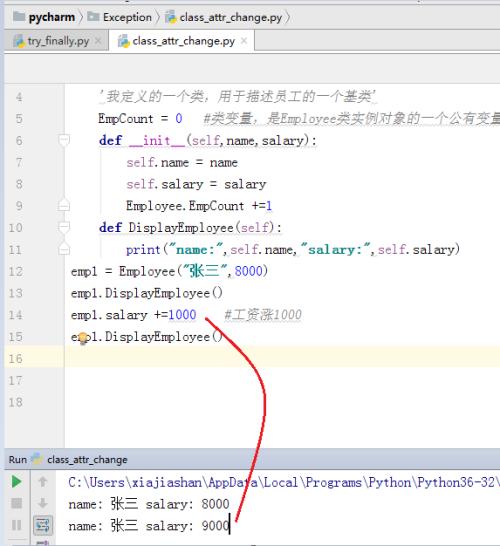 pycharm Exception class_attr_change.py
try_finally.py × class_attr_change.py ×
4 '我定义的一个类，用于描述员工的一个基类'
5 EmpCount = 0 #类变量，是Employee类实例对象的一个公有变量
6 def __init__(self,name,salary):
7 self.name = name
8 self.salary = salary
9 Employee.EmpCount +=1
10 def DisplayEmployee(self):
11 print("name:",self.name,"salary:",self.salary)
12 emp1 = Employee("张三",8000)
13 emp1.DisplayEmployee()
14 emp1.salary +=1000 #工资涨1000
15 emp1.DisplayEmployee()
16
17
18
Run class_attr_change
C:\Users\xiajiashan\AppData\Local\Programs\Python\Python36-32\
name: 张三 salary: 8000
name: 张三 salary: 9000